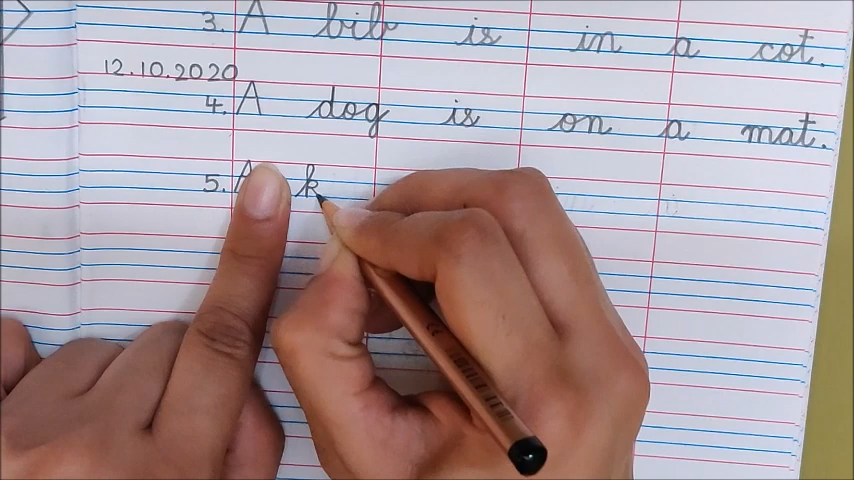 3. A bib is in a cot.
12.10.2020
4. A dog is on a mat.
5. A k